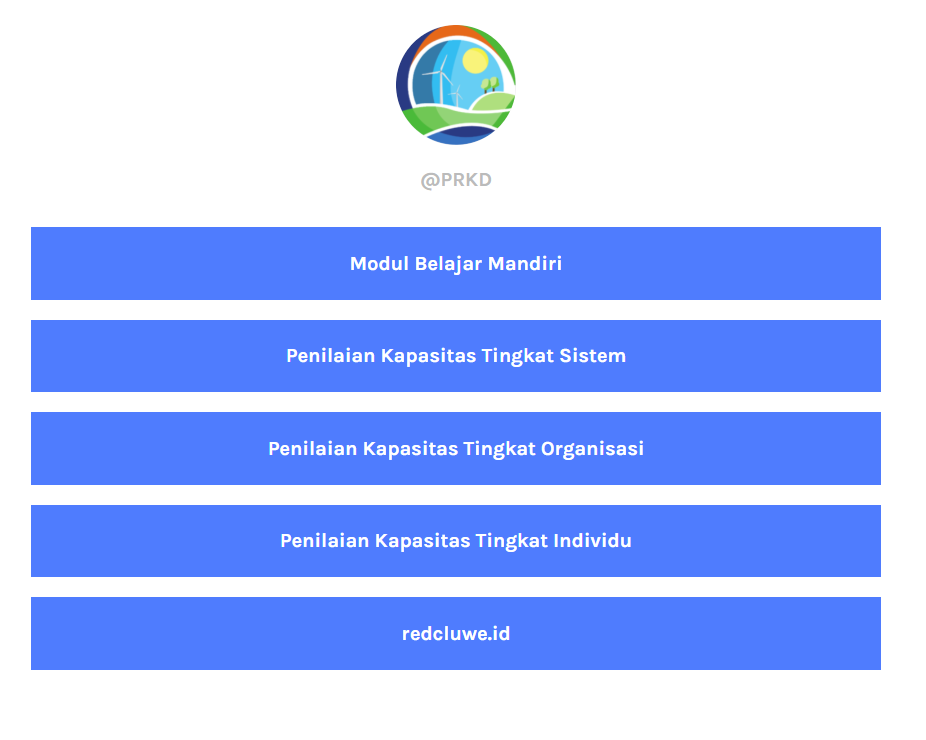 @PRKD
Modul Belajar Mandiri
Penilaian Kapasitas Tingkat Sistem
Penilaian Kapasitas Tingkat Organisasi
Penilaian Kapasitas Tingkat Individu
redcluwe.id